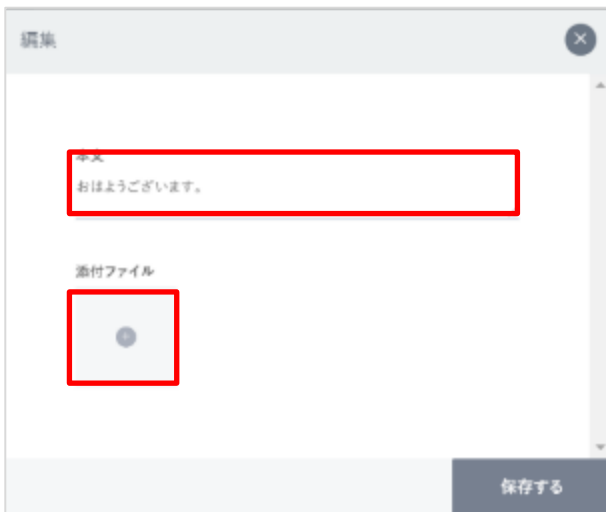 編集
本文
おはようございます。
添付ファイル
保存する